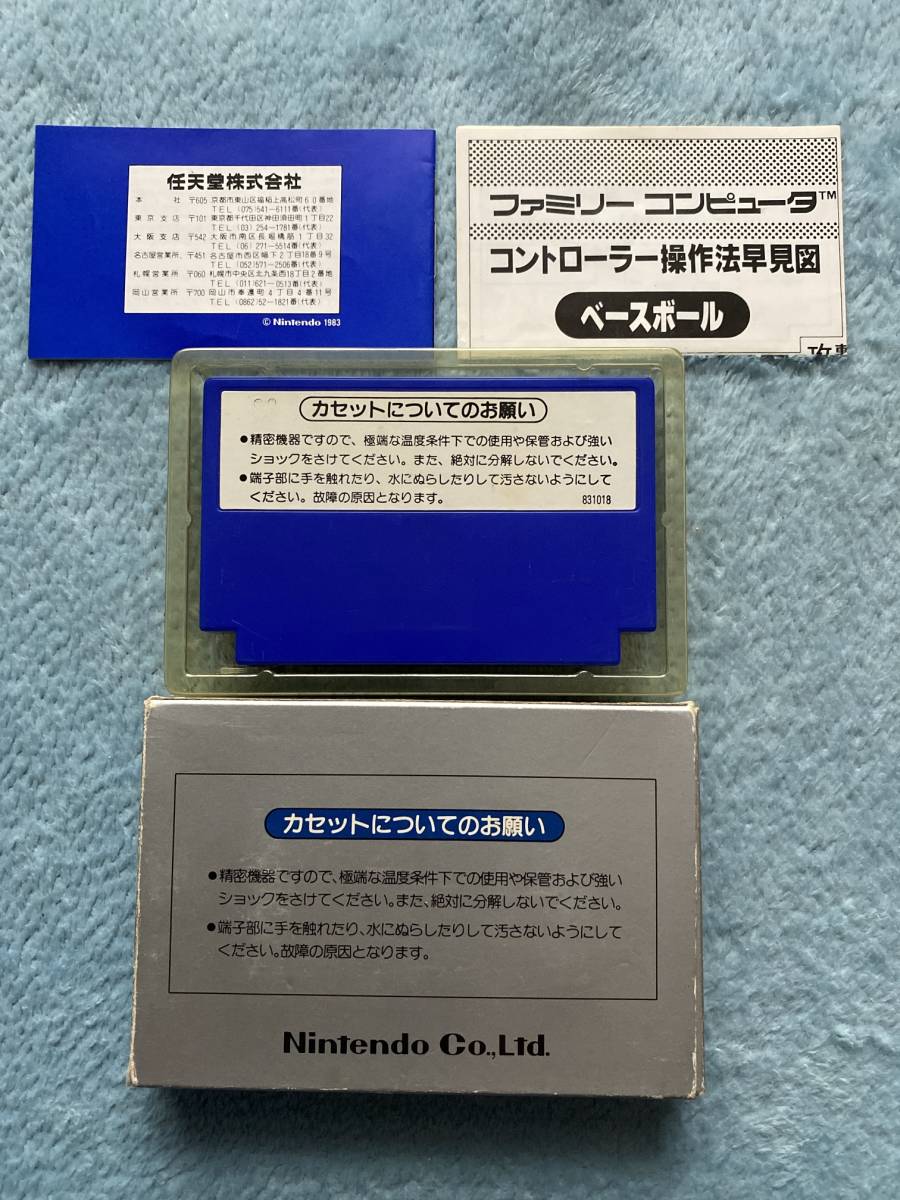 任天堂株式会社
本 社 〒605 京都市東山区福稲上高松町60番地
TEL (075)541-6111番(代表)
東京支店 〒101 東京都千代田区神田須田町1丁目22
TEL (03)254-1781番(代表)
大阪支店 〒542 大阪市南区長堀橋筋1丁目32
TEL (06)271-5514番(代表)
名古屋営業所 〒451 名古屋市西区幅下2丁目18番9号
TEL (052)571-2506番(代表)
札幌営業所 〒060 札幌市中央区北九条西18丁目2番地
TEL (011)621-0513番(代表)
岡山営業所 〒700 岡山市奉還町4丁目4番11号
TEL (0862)52-1821番(代表)
© Nintendo 1983
ファミリー コンピュータ™
コントローラー操作法早見図
ベースボール
カセットについてのお願い
●精密機器ですので、極端な温度条件下での使用や保管および強い
ショックをさけてください。また、絶対に分解しないでください。
●端子部に手を触れたり、水にぬらしたりして汚さないようにして
ください。故障の原因となります。
831018
カセットについてのお願い
●精密機器ですので、極端な温度条件下での使用や保管および強い
ショックをさけてください。また、絶対に分解しないでください。
●端子部に手を触れたり、水にぬらしたりして汚さないようにして
ください。故障の原因となります。
Nintendo Co.,Ltd.